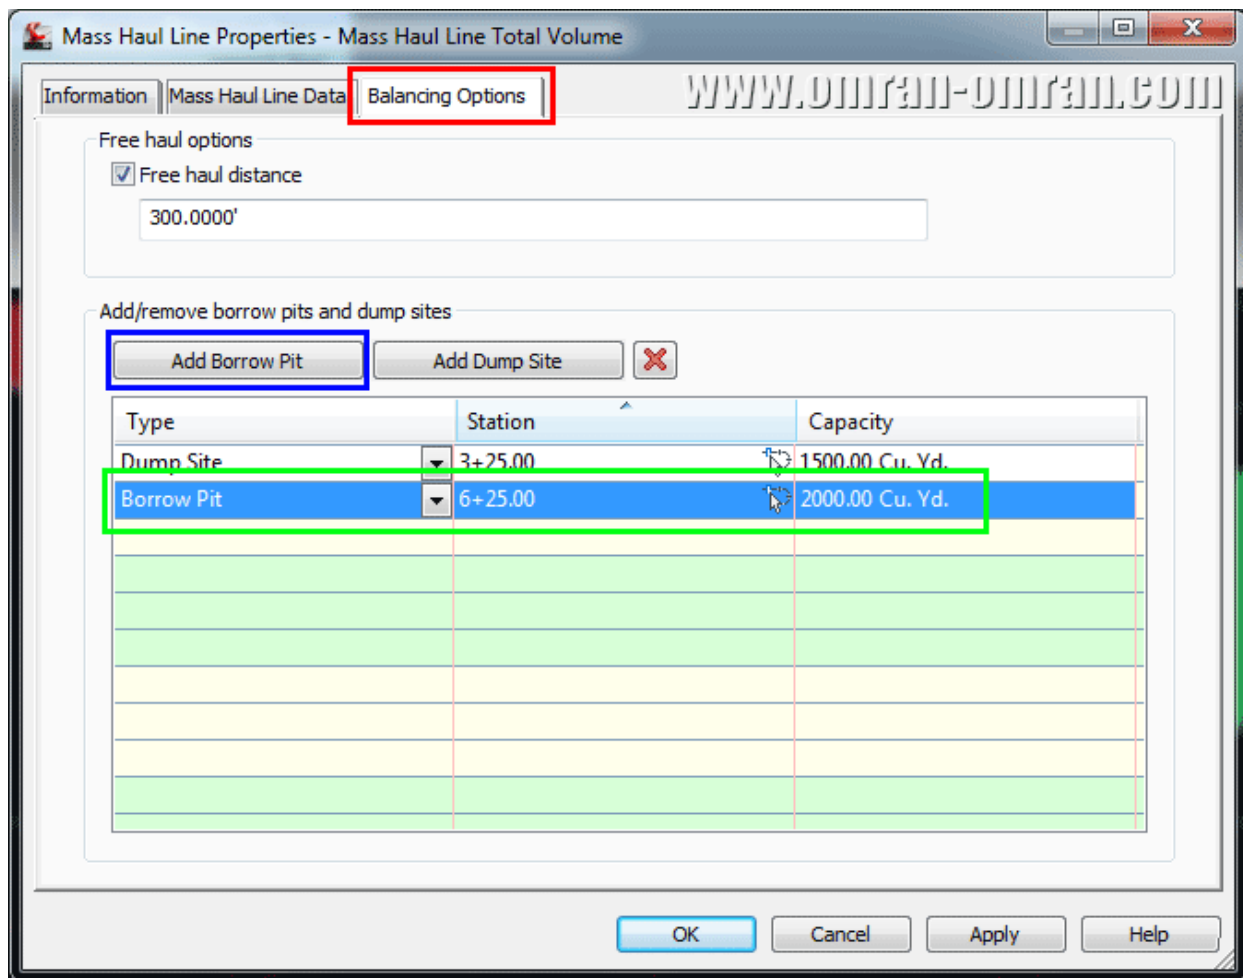 Mass Haul Line Properties - Mass Haul Line Total Volume
Information Mass Haul Line Data Balancing Options www.omran-omran.com
Free haul options
Free haul distance
300.0000'
Add/remove borrow pits and dump sites
Add Borrow Pit Add Dump Site
Type Station Capacity
Dump Site 3+25.00 1500.00 Cu. Yd.
Borrow Pit 6+25.00 2000.00 Cu. Yd.
OK Cancel Apply Help